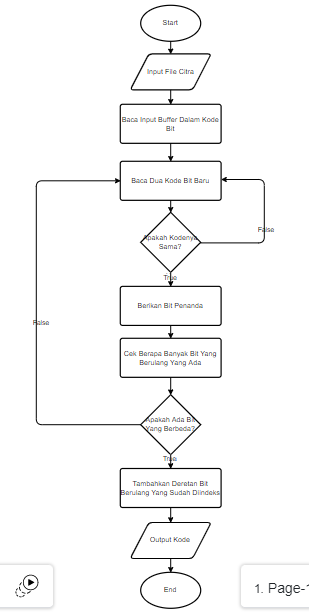 Start
Input File Citra
Baca Input Buffer Dalam Kode
Bit
Baca Dua Kode Bit Baru
Apakah Kodenya
Sama?
False
True
Berikan Bit Penanda
Cek Berapa Banyak Bit Yang
Berulang Yang Ada
False
Apakah Ada Bit
Yang Berbeda?
True
Tambahkan Deretan Bit
Berulang Yang Sudah Diindeks
Output Kode
End
1. Page-1